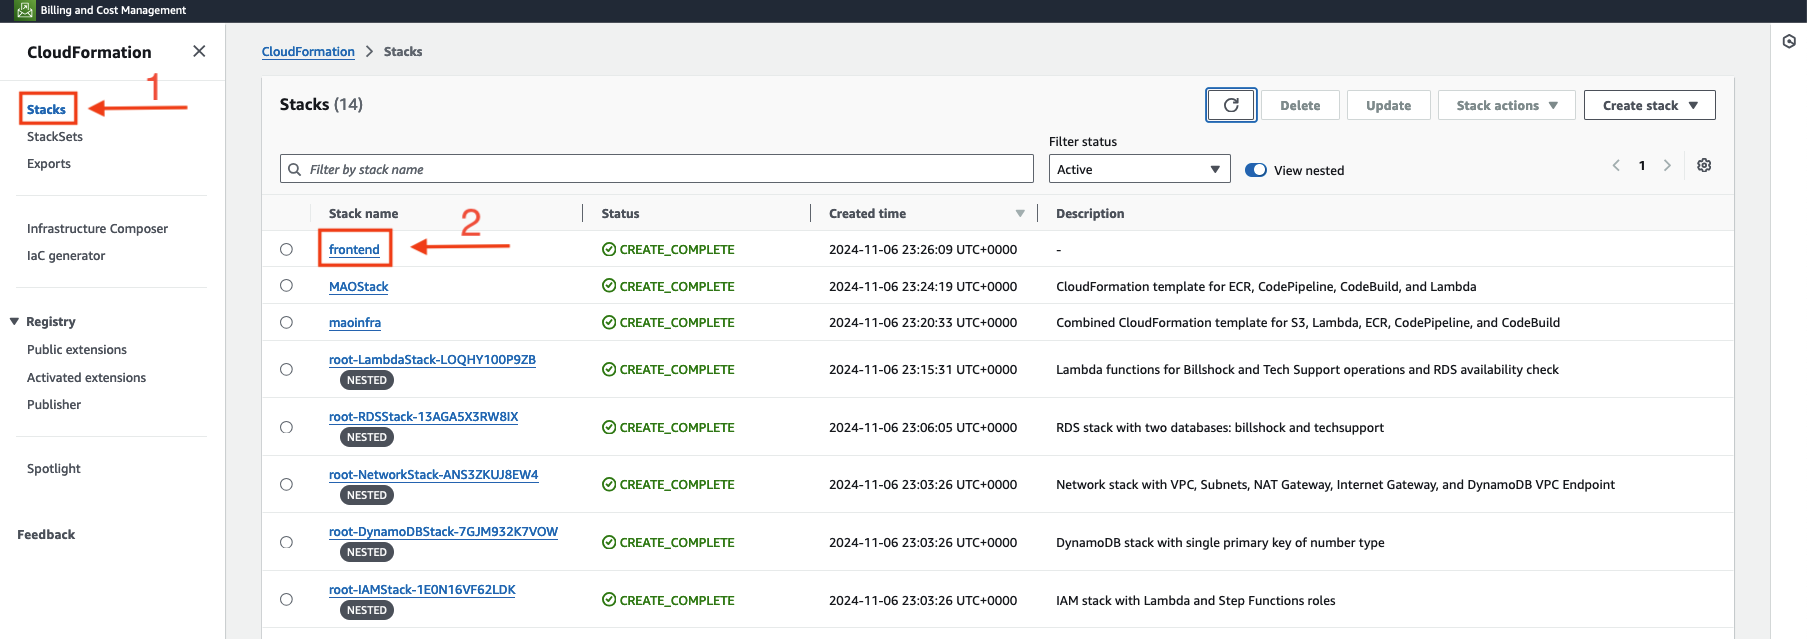 Billing and Cost Management
CloudFormation
CloudFormation > Stacks
1
Stacks
StackSets
Exports
Infrastructure Composer
IaC generator
Registry
Public extensions
Activated extensions
Publisher
Spotlight
Feedback
Stacks (14)
Delete
Update
Stack actions
Create stack
Filter status
Filter by stack name
Active
View nested
1
Stack name
Status
Created time
Description
2
frontend CREATE_COMPLETE 2024-11-06 23:26:09 UTC+0000 -
MAOStack CREATE_COMPLETE 2024-11-06 23:24:19 UTC+0000 CloudFormation template for ECR, CodePipeline, CodeBuild, and Lambda
maoinfra CREATE_COMPLETE 2024-11-06 23:20:33 UTC+0000 Combined CloudFormation template for S3, Lambda, ECR, CodePipeline, and CodeBuild
root-LambdaStack-LOQHY100P9ZB
NESTED
CREATE_COMPLETE 2024-11-06 23:15:31 UTC+0000 Lambda functions for Billshock and Tech Support operations and RDS availability check
root-RDSStack-13AGA5X3RW8IX
NESTED
CREATE_COMPLETE 2024-11-06 23:06:05 UTC+0000 RDS stack with two databases: billshock and techsupport
root-NetworkStack-ANS3ZKUJ8EW4
NESTED
CREATE_COMPLETE 2024-11-06 23:03:26 UTC+0000 Network stack with VPC, Subnets, NAT Gateway, Internet Gateway, and DynamoDB VPC Endpoint
root-DynamoDBStack-7GJM932K7VOW
NESTED
CREATE_COMPLETE 2024-11-06 23:03:26 UTC+0000 DynamoDB stack with single primary key of number type
root-IAMStack-1E0N16VF62LDK
NESTED
CREATE_COMPLETE 2024-11-06 23:03:26 UTC+0000 IAM stack with Lambda and Step Functions roles